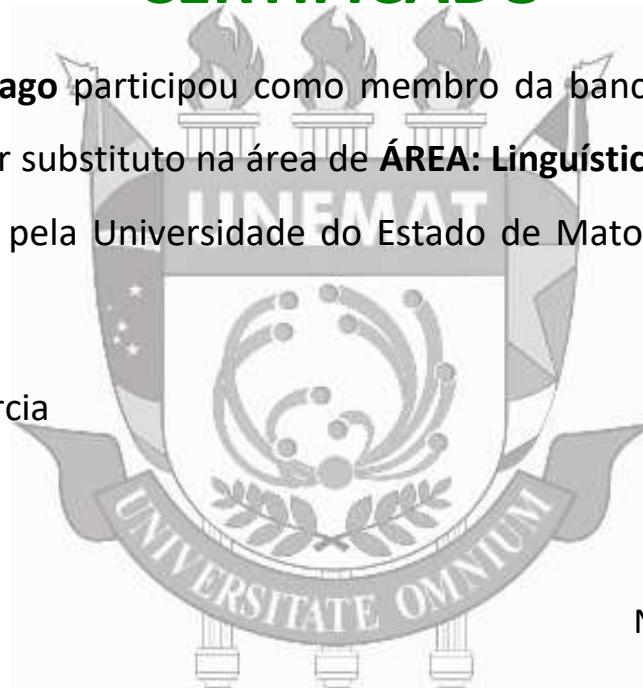 CERTIFICADO
ago participou como membro da banc
r substituto na área de ÁREA: Linguístic
pela Universidade do Estado de Mato
UNEMAT
rcia
UNIVERSITATE OMNIUM
N